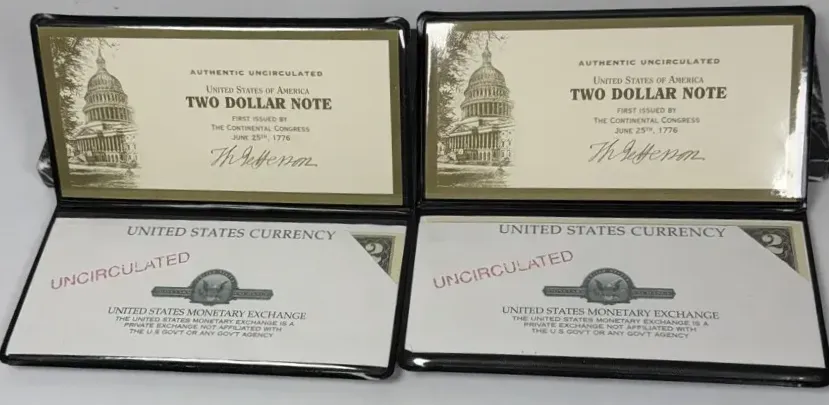 AUTHENTIC UNCIRCULATED
UNITED STATES OF AMERICA
TWO DOLLAR NOTE
FIRST ISSUED BY
THE CONTINENTAL CONGRESS
JUNE 25TH, 1776
Th Jefferson
UNITED STATES CURRENCY
2
UNCIRCULATED
UNITED STATES MONETARY EXCHANGE
THE UNITED STATES MONETARY EXCHANGE IS A
PRIVATE EXCHANGE NOT AFFILIATED WITH
THE U S GOV'T OR ANY GOV'T AGENCY
AUTHENTIC UNCIRCULATED
UNITED STATES OF AMERICA
TWO DOLLAR NOTE
FIRST ISSUED BY
THE CONTINENTAL CONGRESS
JUNE 25TH, 1776
Th Jefferson
UNITED STATES CURRENCY
2
UNCIRCULATED
UNITED STATES MONETARY EXCHANGE
THE UNITED STATES MONETARY EXCHANGE IS A
PRIVATE EXCHANGE NOT AFFILIATED WITH
THE U S GOV'T OR ANY GOV'T AGENCY